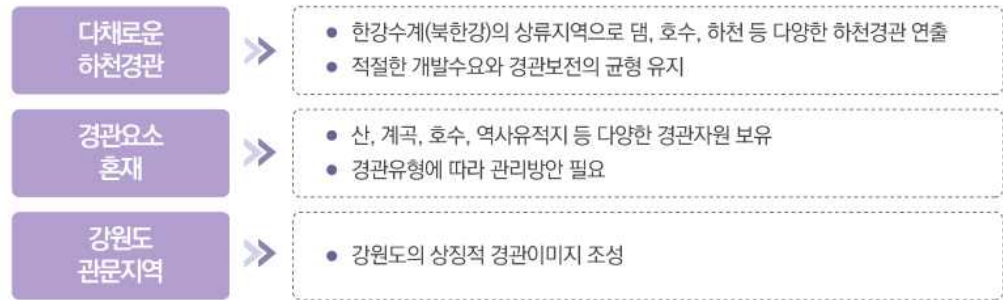 다채로운
하천경관
• 한강수계(북한강)의 상류지역으로 댐, 호수, 하천 등 다양한 하천경관 연출
• 적절한 개발수요와 경관보전의 균형 유지
경관요소
혼재
• 산, 계곡, 호수, 역사유적지 등 다양한 경관자원 보유
• 경관유형에 따라 관리방안 필요
강원도
관문지역
• 강원도의 상징적 경관이미지 조성